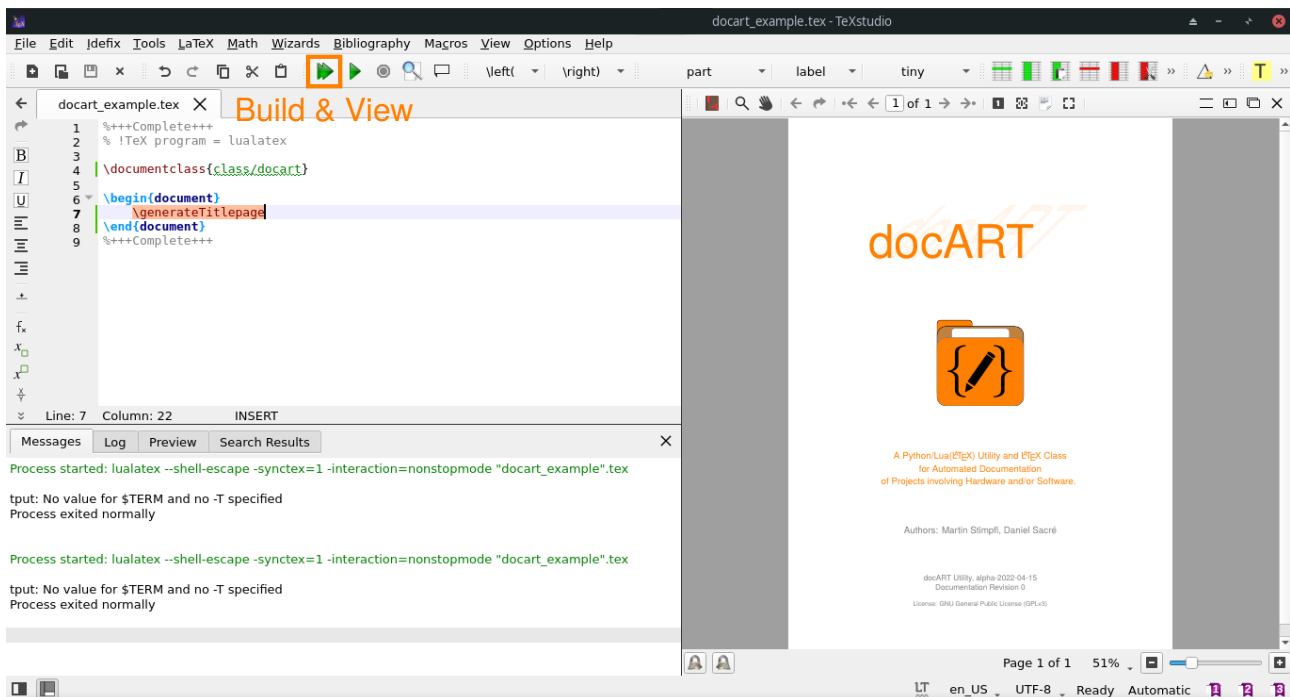 docart_example.tex - TeXstudio
File Edit Idefix Tools LaTeX Math Wizards Bibliography Macros View Options Help
\left( \right) part label tiny
docart_example.tex
Build & View
1 of 1
1 %+++Complete+++
2 % !TeX program = lualatex
3
4 \documentclass{class/docart}
5
6 \begin{document}
7 \generateTitlepage
8 \end{document}
9 %+++Complete+++
Line: 7 Column: 22 INSERT
Messages Log Preview Search Results
Process started: lualatex --shell-escape -synctex=1 -interaction=nonstopmode "docart_example".tex
tput: No value for $TERM and no -T specified
Process exited normally
Process started: lualatex --shell-escape -synctex=1 -interaction=nonstopmode "docart_example".tex
tput: No value for $TERM and no -T specified
Process exited normally
docART
A Python/Lua(LATEX) Utility and LATEX Class
for Automated Documentation
of Projects involving Hardware and/or Software.
Authors: Martin Stimpfl, Daniel Sacré
docART Utility, alpha-2022-04-15
Documentation Revision 0
License: GNU General Public License (GPLv3)
Page 1 of 1 51%
LT en_US UTF-8 Ready Automatic 1 2 3